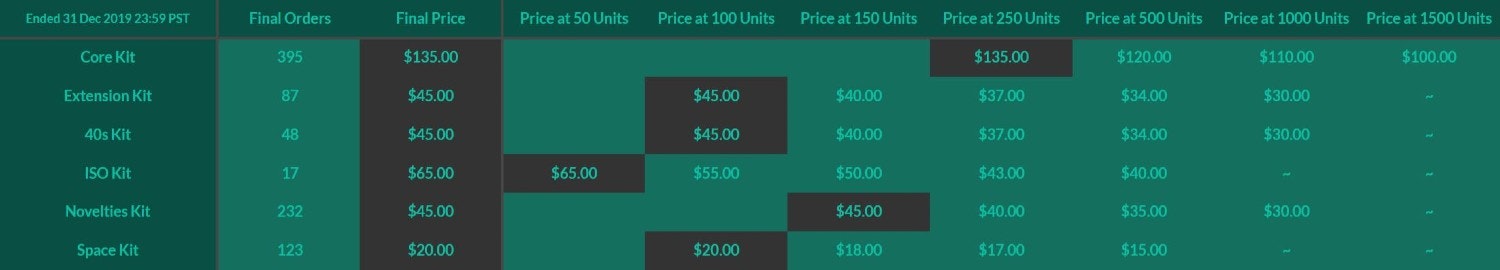 Ended 31 Dec 2019 23:59 PST Final Orders Final Price Price at 50 Units Price at 100 Units Price at 150 Units Price at 250 Units Price at 500 Units Price at 1000 Units Price at 1500 Units
Core Kit 395 $135.00 $135.00 $120.00 $110.00 $100.00
Extension Kit 87 $45.00 $45.00 $40.00 $37.00 $34.00 $30.00 ~
40s Kit 48 $45.00 $45.00 $40.00 $37.00 $34.00 $30.00 ~
ISO Kit 17 $65.00 $65.00 $55.00 $50.00 $43.00 $40.00 ~ ~
Novelties Kit 232 $45.00 $45.00 $40.00 $35.00 $30.00 ~
Space Kit 123 $20.00 $20.00 $18.00 $17.00 $15.00 ~ ~